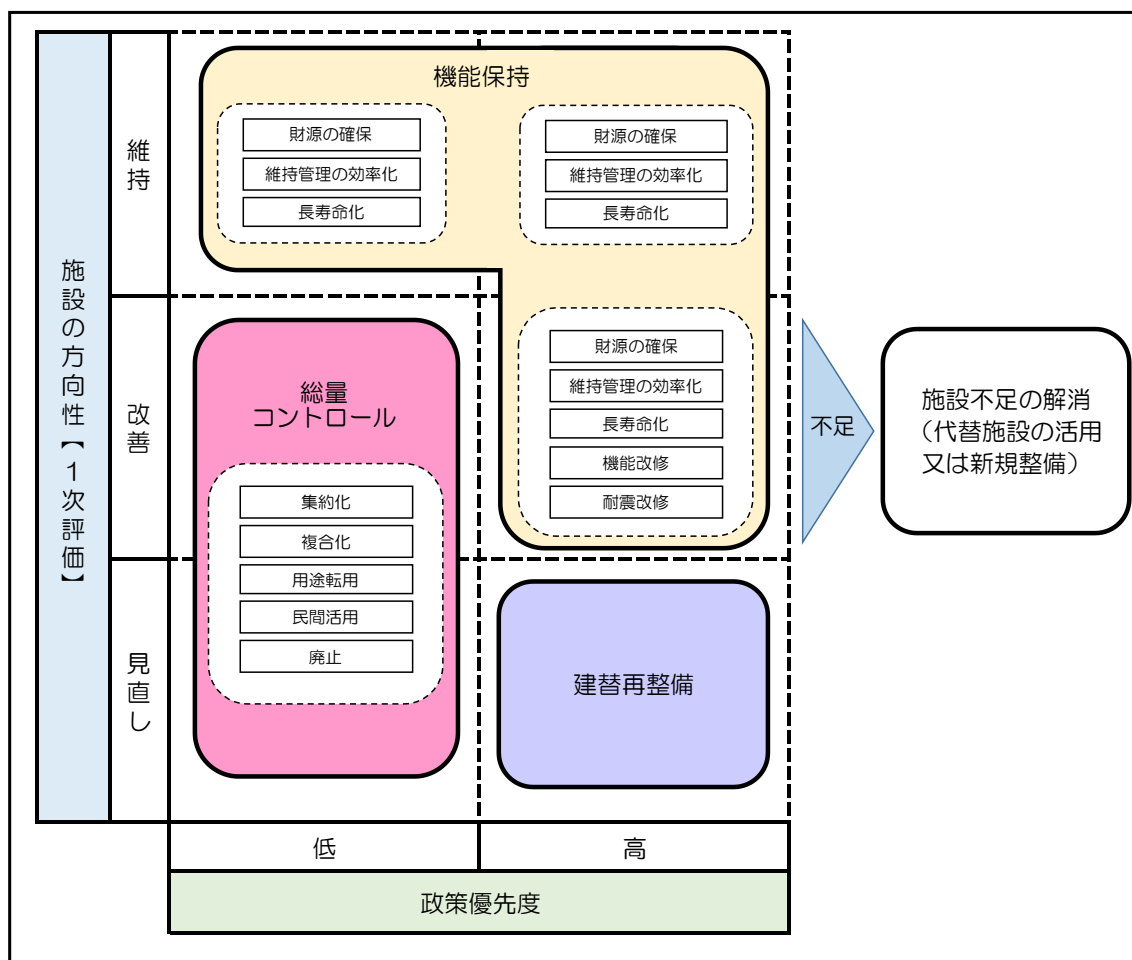 施設の方向性【１次評価】
維持
機能保持
財源の確保
維持管理の効率化
長寿命化
財源の確保
維持管理の効率化
長寿命化
改善
総量
コントロール
集約化
複合化
用途転用
民間活用
廃止
財源の確保
維持管理の効率化
長寿命化
機能改修
耐震改修
不足
施設不足の解消
（代替施設の活用
又は新規整備）
見直し
建替再整備
低
高
政策優先度